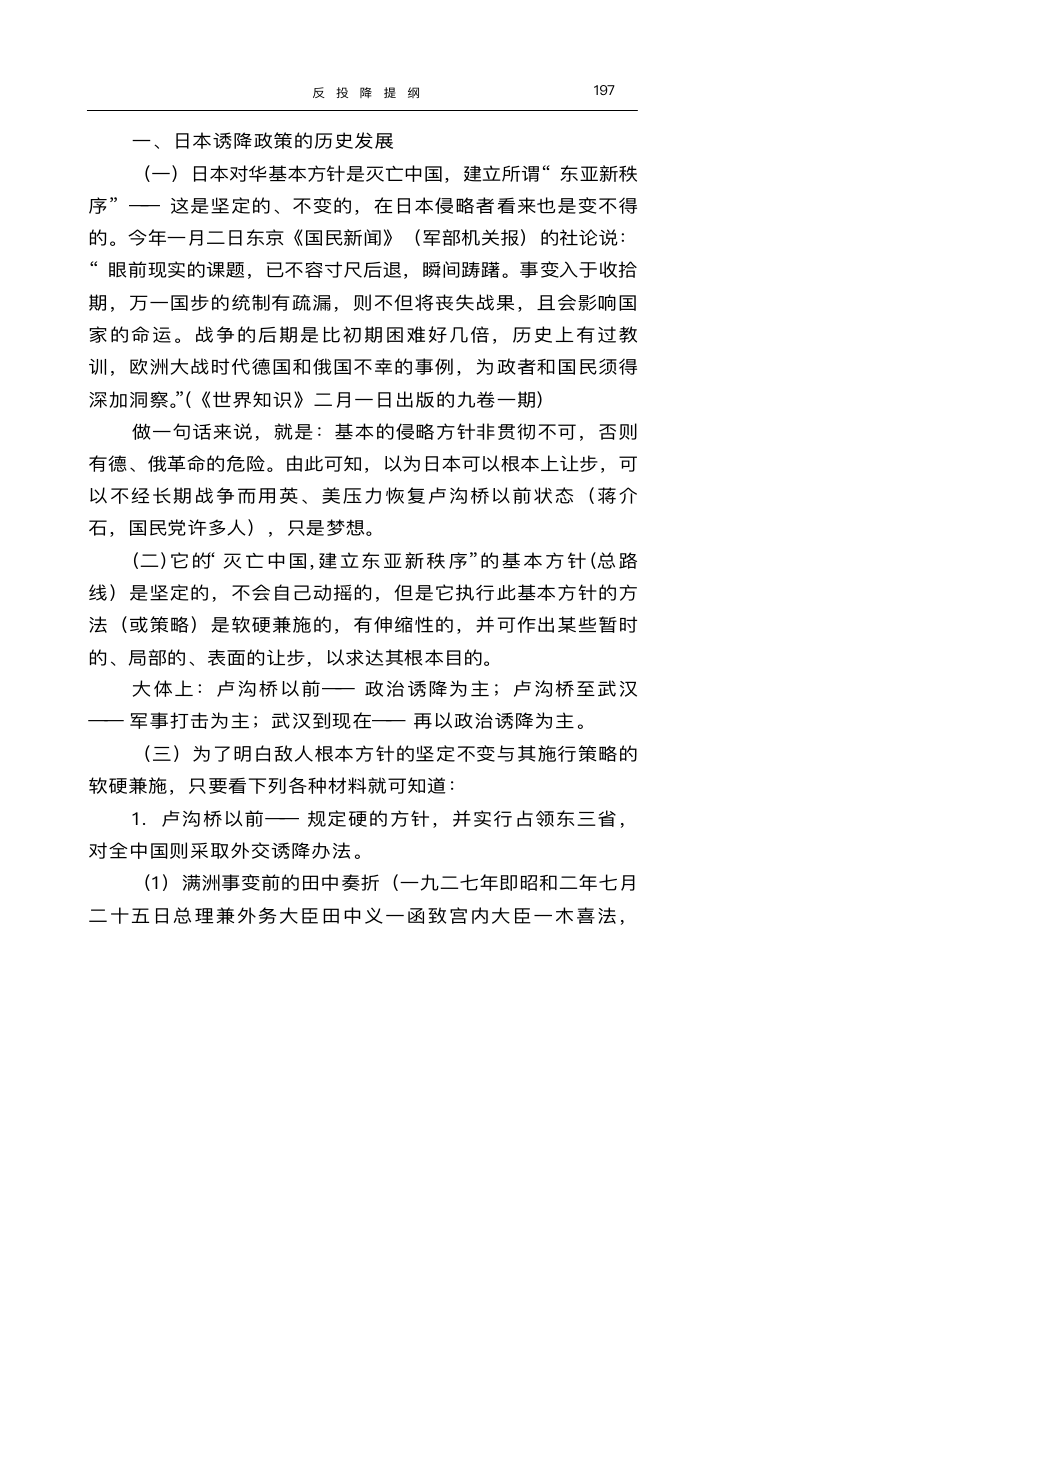 反投降提纲 197
一、日本诱降政策的历史发展
（一）日本对华基本方针是灭亡中国，建立所谓“东亚新秩
序”——这是坚定的、不变的，在日本侵略者看来也是变不得
的。今年一月二日东京《国民新闻》（军部机关报）的社论说：
“眼前现实的课题，已不容寸尺后退，瞬间踌躇。事变入于收拾
期，万一国步的统制有疏漏，则不但将丧失战果，且会影响国
家的命运。战争的后期是比初期困难好几倍，历史上有过教
训，欧洲大战时代德国和俄国不幸的事例，为政者和国民须得
深加洞察。”(《世界知识》二月一日出版的九卷一期)
做一句话来说，就是：基本的侵略方针非贯彻不可，否则
有德、俄革命的危险。由此可知，以为日本可以根本上让步，可
以不经长期战争而用英、美压力恢复卢沟桥以前状态（蒋介
石，国民党许多人），只是梦想。
(二)它的“灭亡中国,建立东亚新秩序”的基本方针(总路
线）是坚定的，不会自己动摇的，但是它执行此基本方针的方
法（或策略）是软硬兼施的，有伸缩性的，并可作出某些暂时
的、局部的、表面的让步，以求达其根本目的。
大体上：卢沟桥以前——政治诱降为主；卢沟桥至武汉
——军事打击为主；武汉到现在——再以政治诱降为主。
（三）为了明白敌人根本方针的坚定不变与其施行策略的
软硬兼施，只要看下列各种材料就可知道：
1．卢沟桥以前——规定硬的方针，并实行占领东三省，
对全中国则采取外交诱降办法。
（1）满洲事变前的田中奏折（一九二七年即昭和二年七月
二十五日总理兼外务大臣田中义一函致宫内大臣一木喜法，